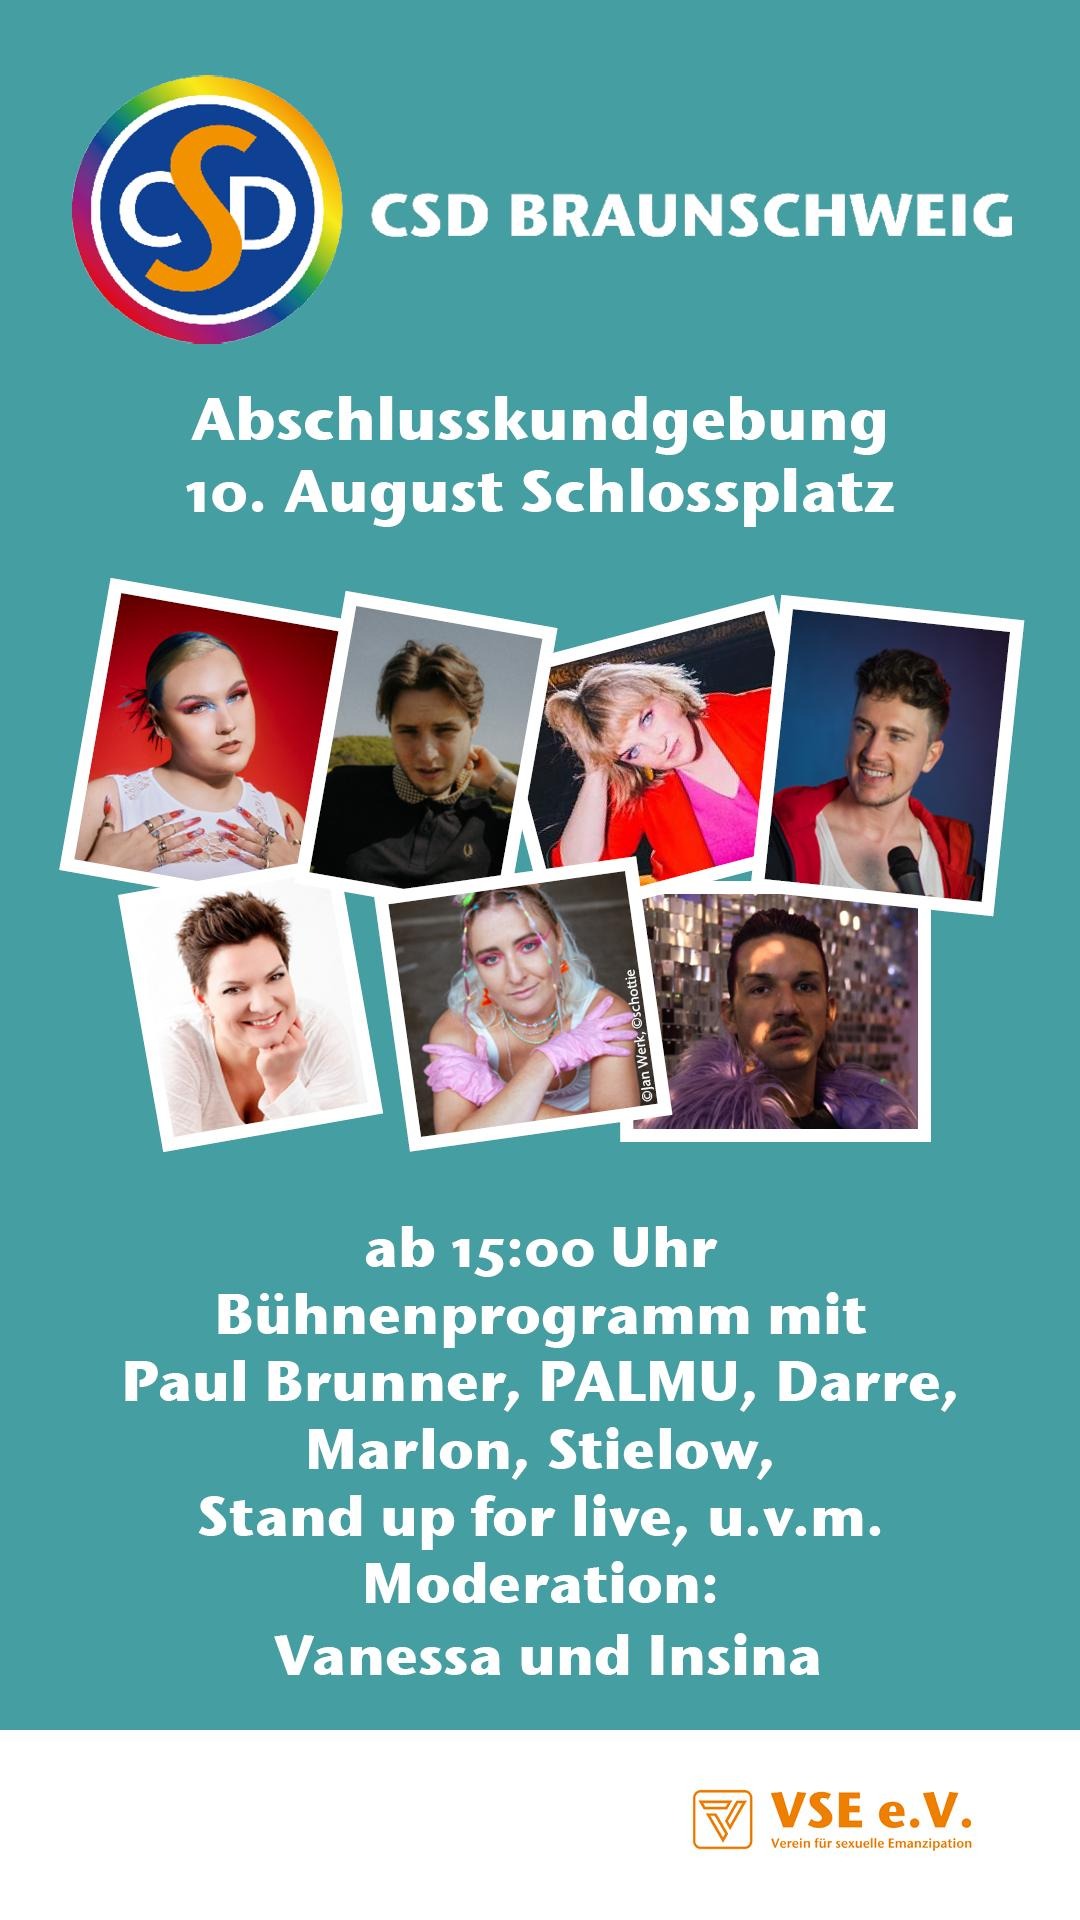 CSD
CSD BRAUNSCHWEIG
Abschlusskundgebung
10. August Schlossplatz
©Jan Werk, ©schottie
ab 15:00 Uhr
Bühnenprogramm mit
Paul Brunner, PALMU, Darre,
Marlon, Stielow,
Stand up for live, u.v.m.
Moderation:
Vanessa und Insina
VSE e.V.
Verein für sexuelle Emanzipation